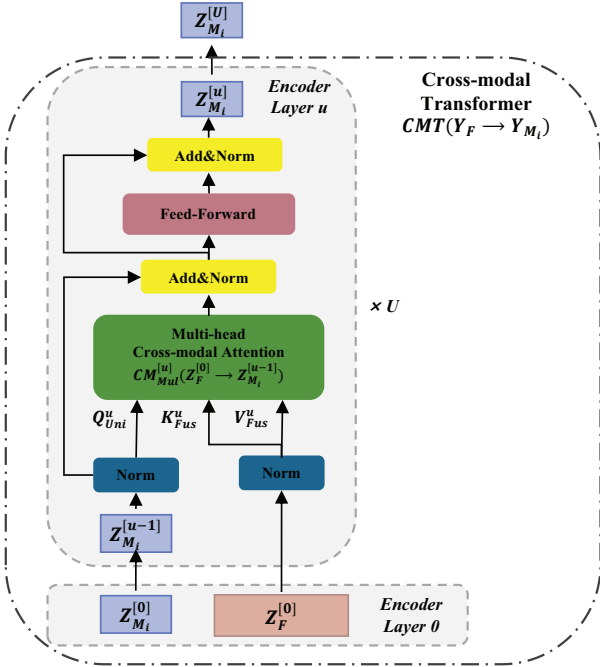 Z_{M_i}^{[U]}
Encoder
Layer u
Z_{M_i}^{[u]}
Cross-modal
Transformer
CMT(Y_F → Y_{M_i})
Add&Norm
Feed-Forward
Add&Norm
× U
Multi-head
Cross-modal Attention
CM_{Mul}^{[u]}(Z_F^{[0]} → Z_{M_i}^{[u-1]})
Q_{Uni}^u K_{Fus}^u V_{Fus}^u
Norm Norm
Z_{M_i}^{[u-1]}
Z_{M_i}^{[0]} Z_F^{[0]}
Encoder
Layer 0